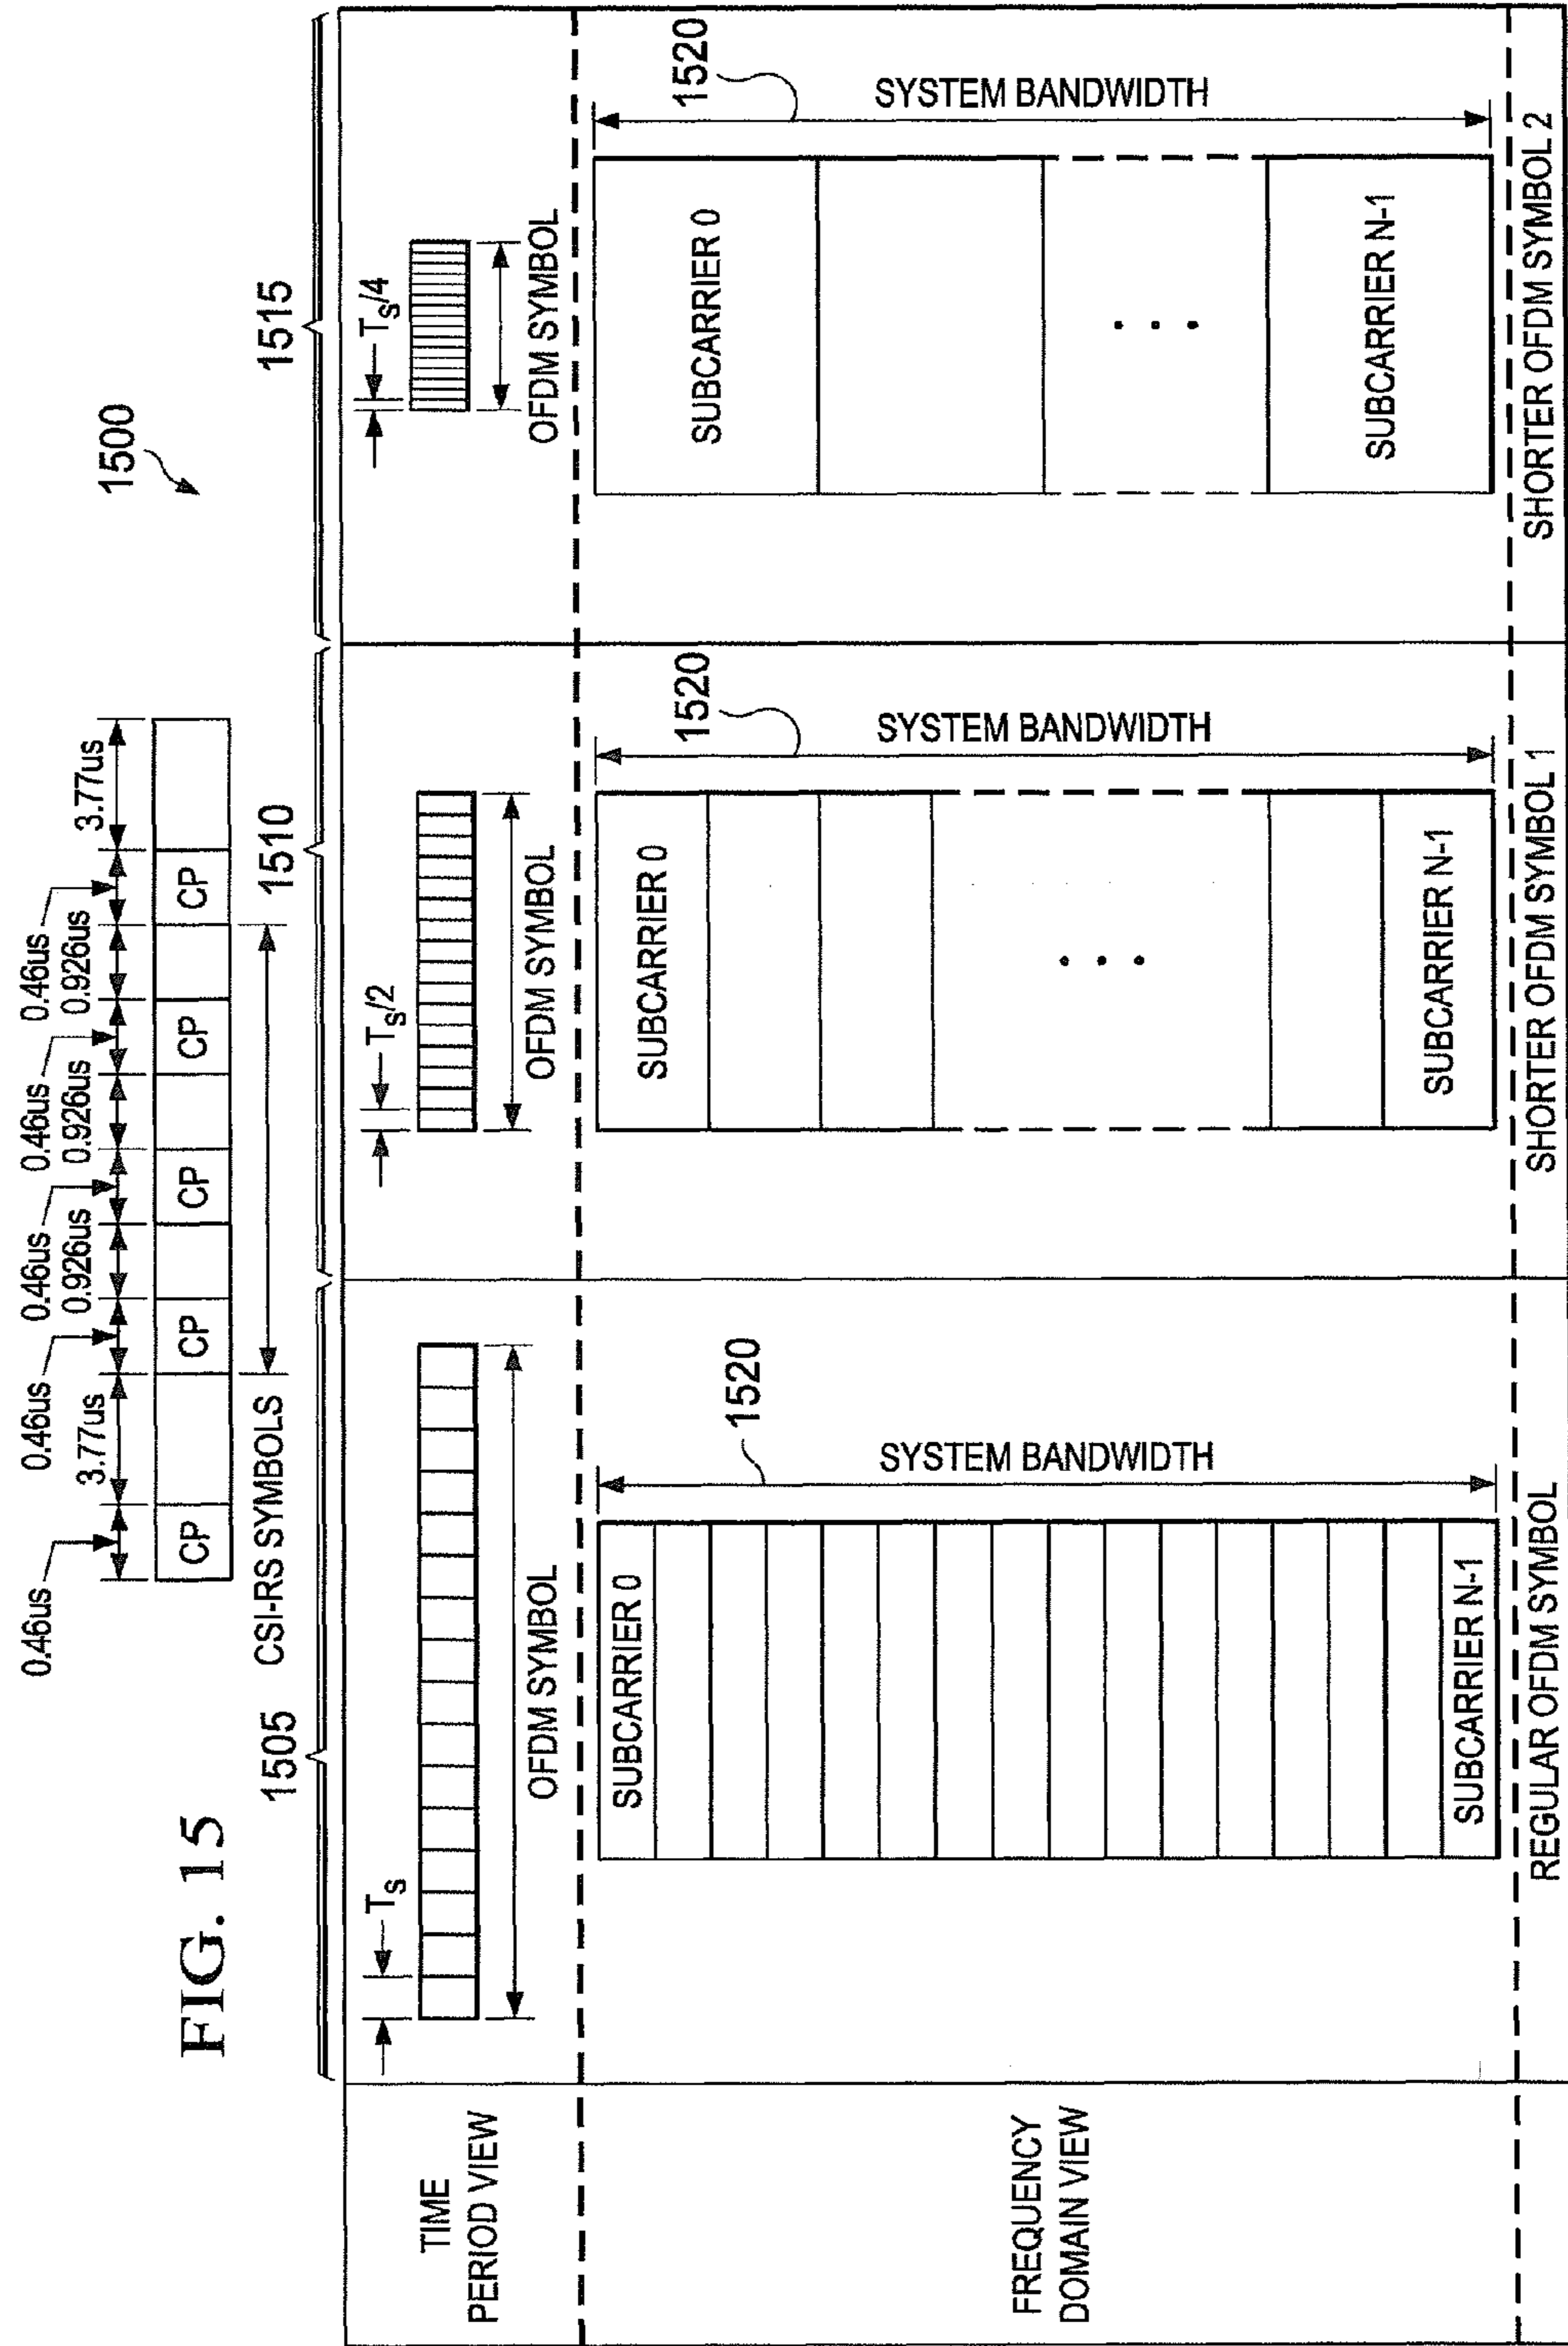 FIG. 15
1500
0.46us
3.77us
0.46us
0.926us
0.46us
0.926us
0.46us
0.926us
0.46us
3.77us
CP
CP
CP
CP
CP
CSI-RS SYMBOLS
1505
1510
1515
TIME
PERIOD VIEW
Ts
OFDM SYMBOL
Ts/2
OFDM SYMBOL
Ts/4
OFDM SYMBOL
FREQUENCY
DOMAIN VIEW
SUBCARRIER 0
SUBCARRIER N-1
SYSTEM BANDWIDTH
1520
SUBCARRIER 0
. . .
SUBCARRIER N-1
SYSTEM BANDWIDTH
1520
SUBCARRIER 0
. . .
SUBCARRIER N-1
SYSTEM BANDWIDTH
1520
REGULAR OFDM SYMBOL
SHORTER OFDM SYMBOL 1
SHORTER OFDM SYMBOL 2